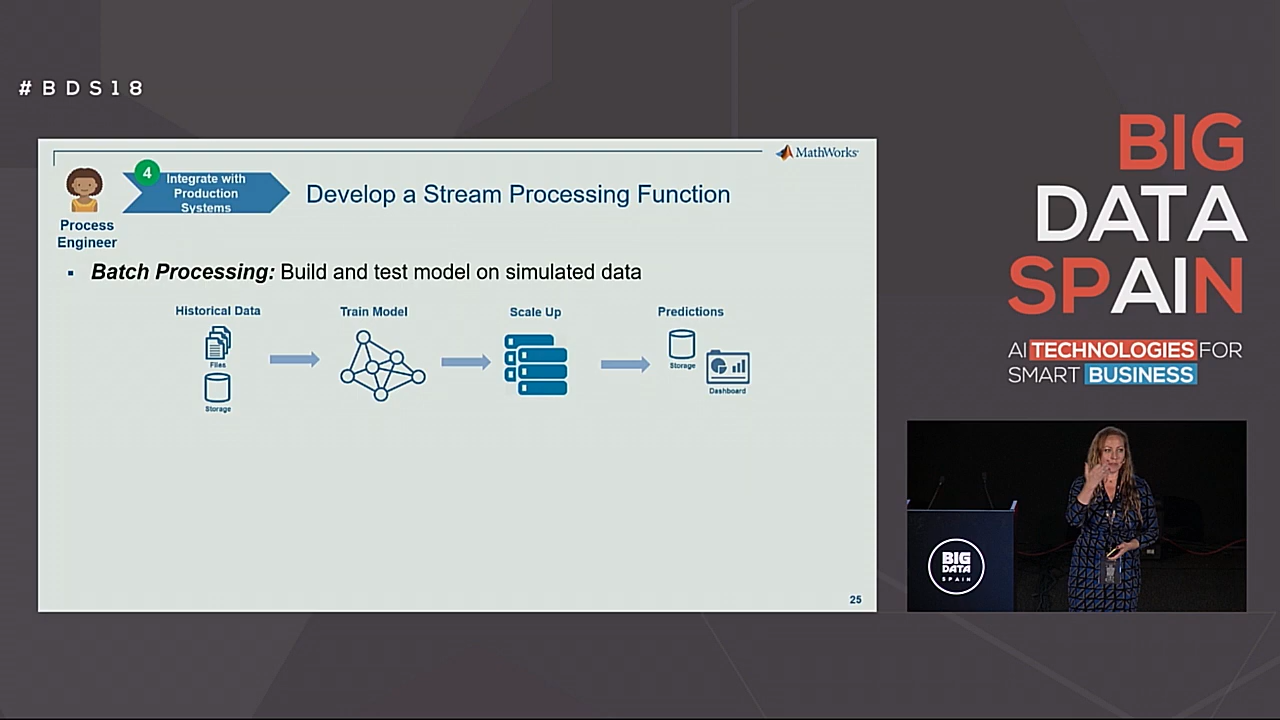 #BDS18
MathWorks
4
Integrate with
Production
Systems
Develop a Stream Processing Function
Process
Engineer
▪ Batch Processing: Build and test model on simulated data
Historical Data
Train Model
Scale Up
Predictions
Files
Storage
Storage
Dashboard
25
BIG
DATA
SPAIN
AI TECHNOLOGIES FOR
SMART BUSINESS
BIG
DATA
SPAIN